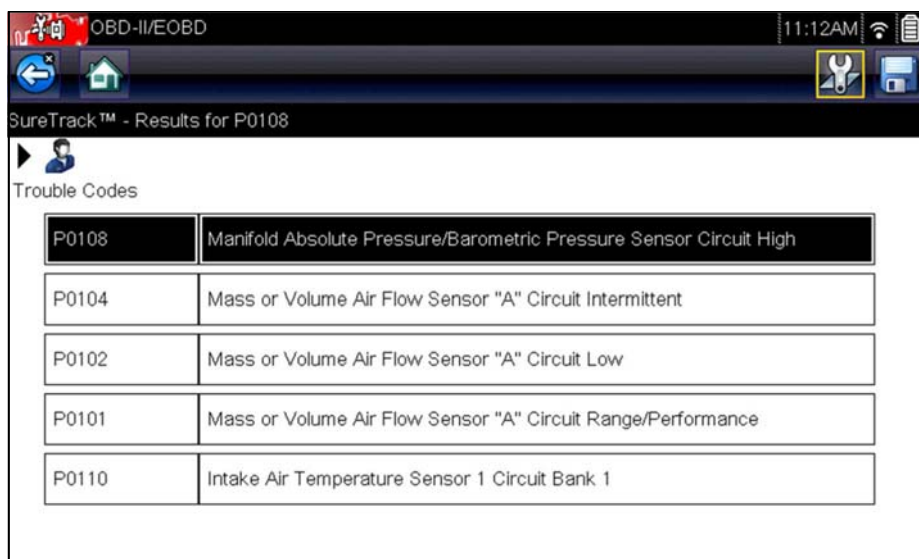 OBD-II/EOBD 11:12AM
SureTrack™ - Results for P0108
Trouble Codes
P0108 Manifold Absolute Pressure/Barometric Pressure Sensor Circuit High
P0104 Mass or Volume Air Flow Sensor "A" Circuit Intermittent
P0102 Mass or Volume Air Flow Sensor "A" Circuit Low
P0101 Mass or Volume Air Flow Sensor "A" Circuit Range/Performance
P0110 Intake Air Temperature Sensor 1 Circuit Bank 1